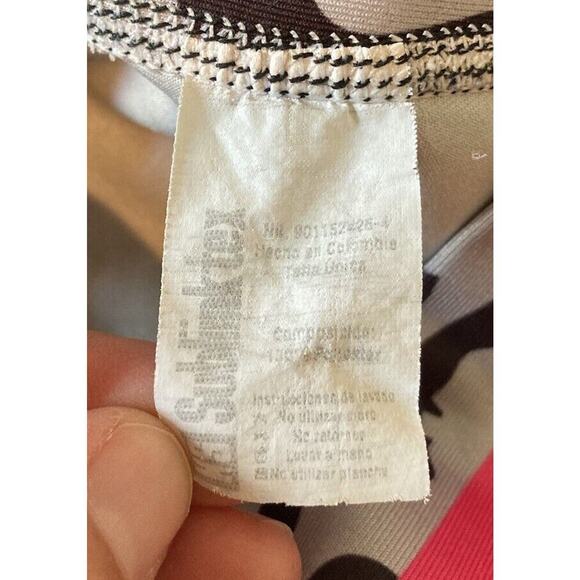 Hecho en Colombia
Talla Única
Composición:
100% Poliester
Instrucciones de lavado
No utilizar cloro
No retorcer
Lavar a mano
No utilizar plancha